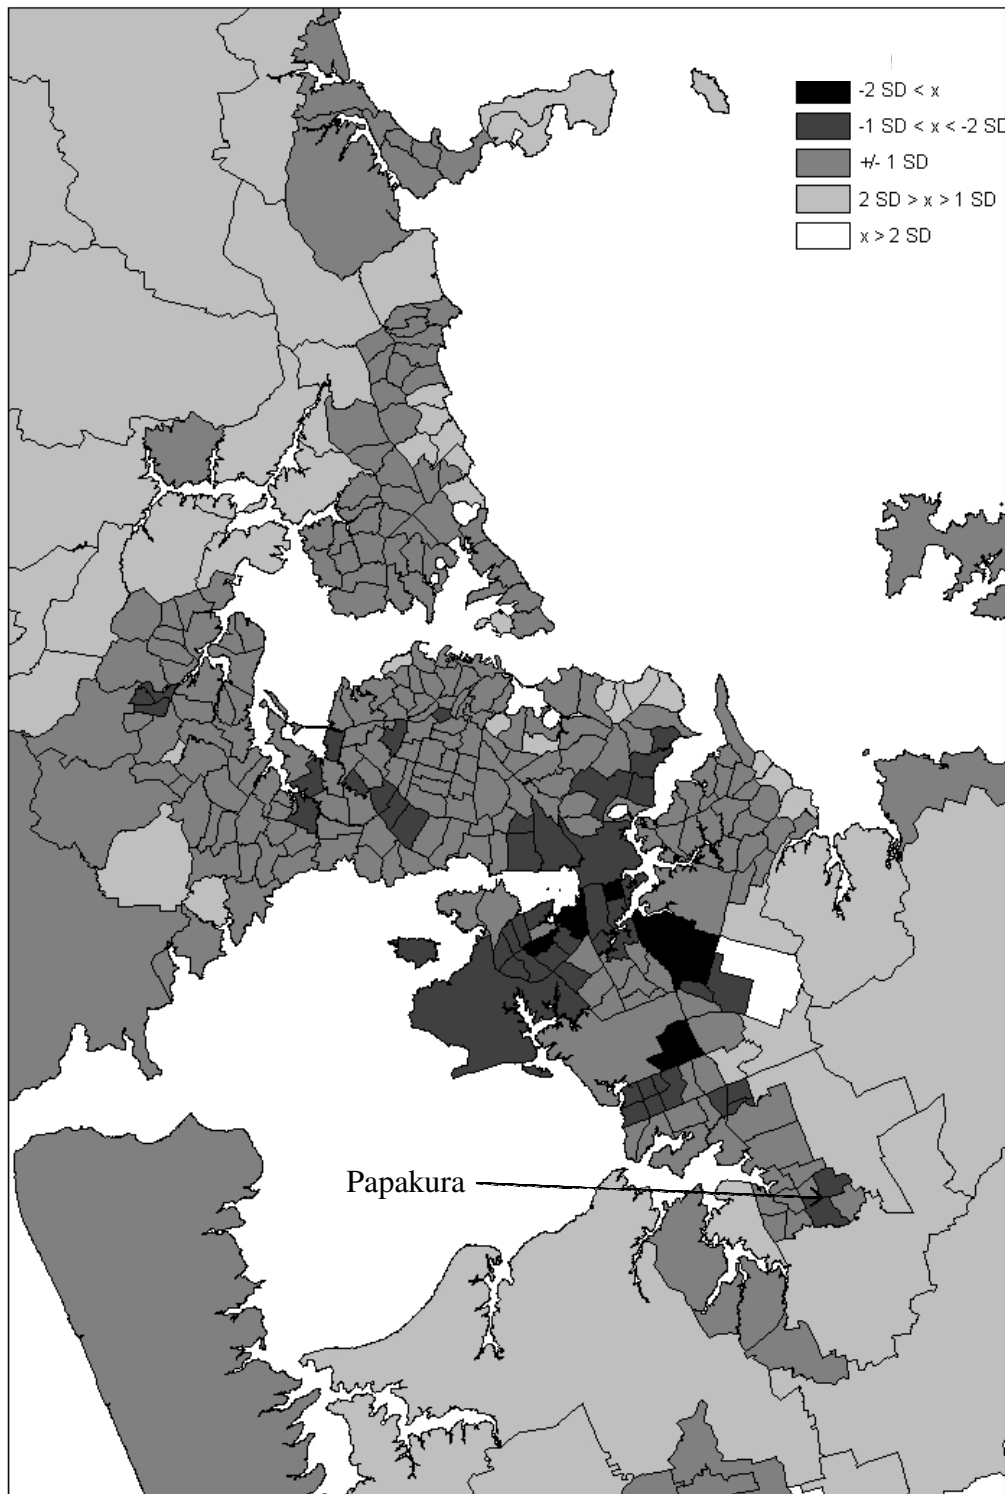 -2 SD < x
-1 SD < x < -2 SD
+/- 1 SD
2 SD > x > 1 SD
x > 2 SD
Papakura